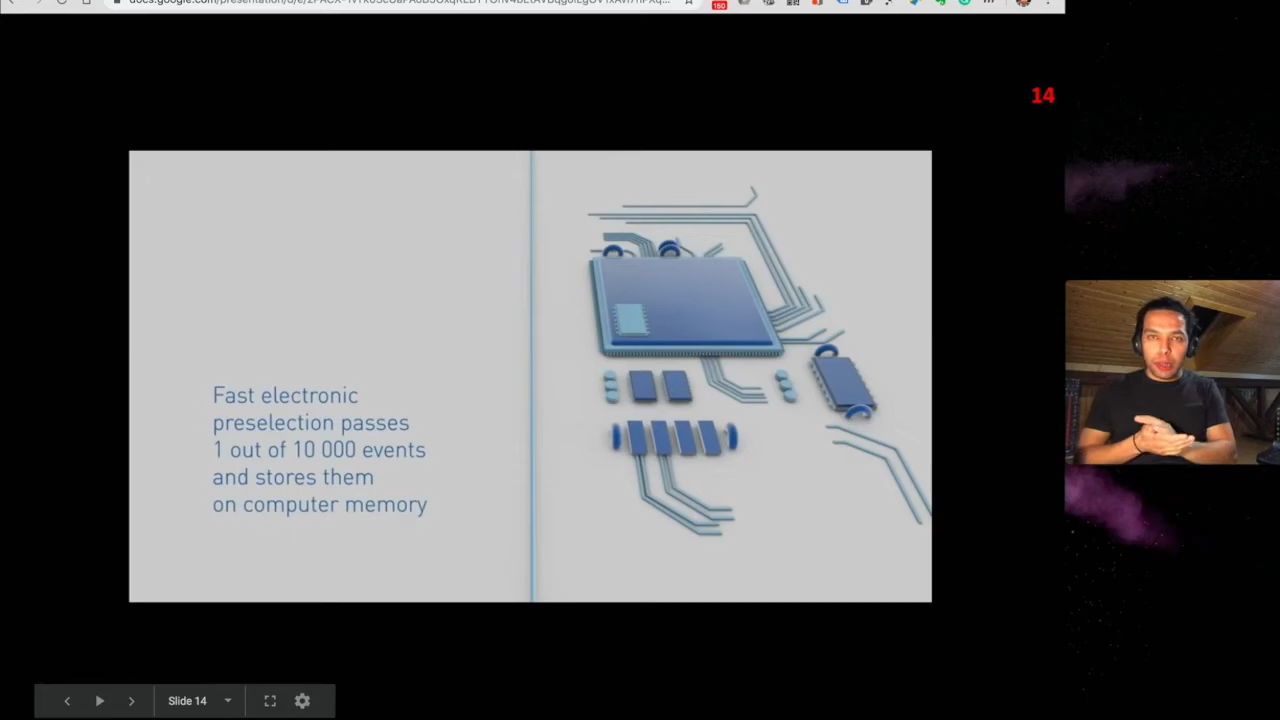 150
14
Fast electronic
preselection passes
1 out of 10 000 events
and stores them
on computer memory
Slide 14